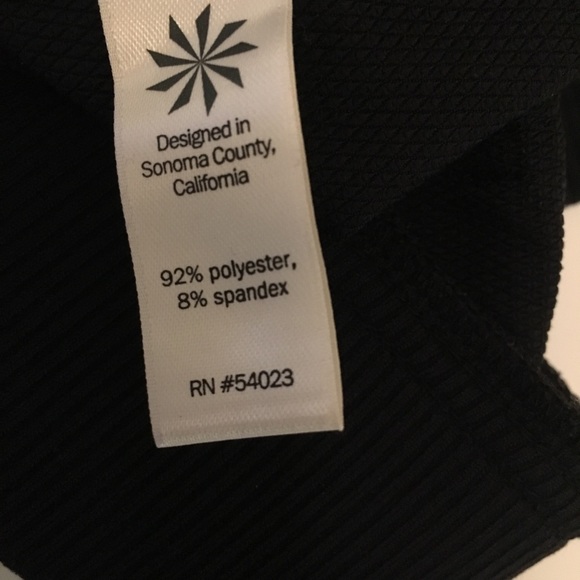 Designed in
Sonoma County,
California
92% polyester,
8% spandex
RN #54023